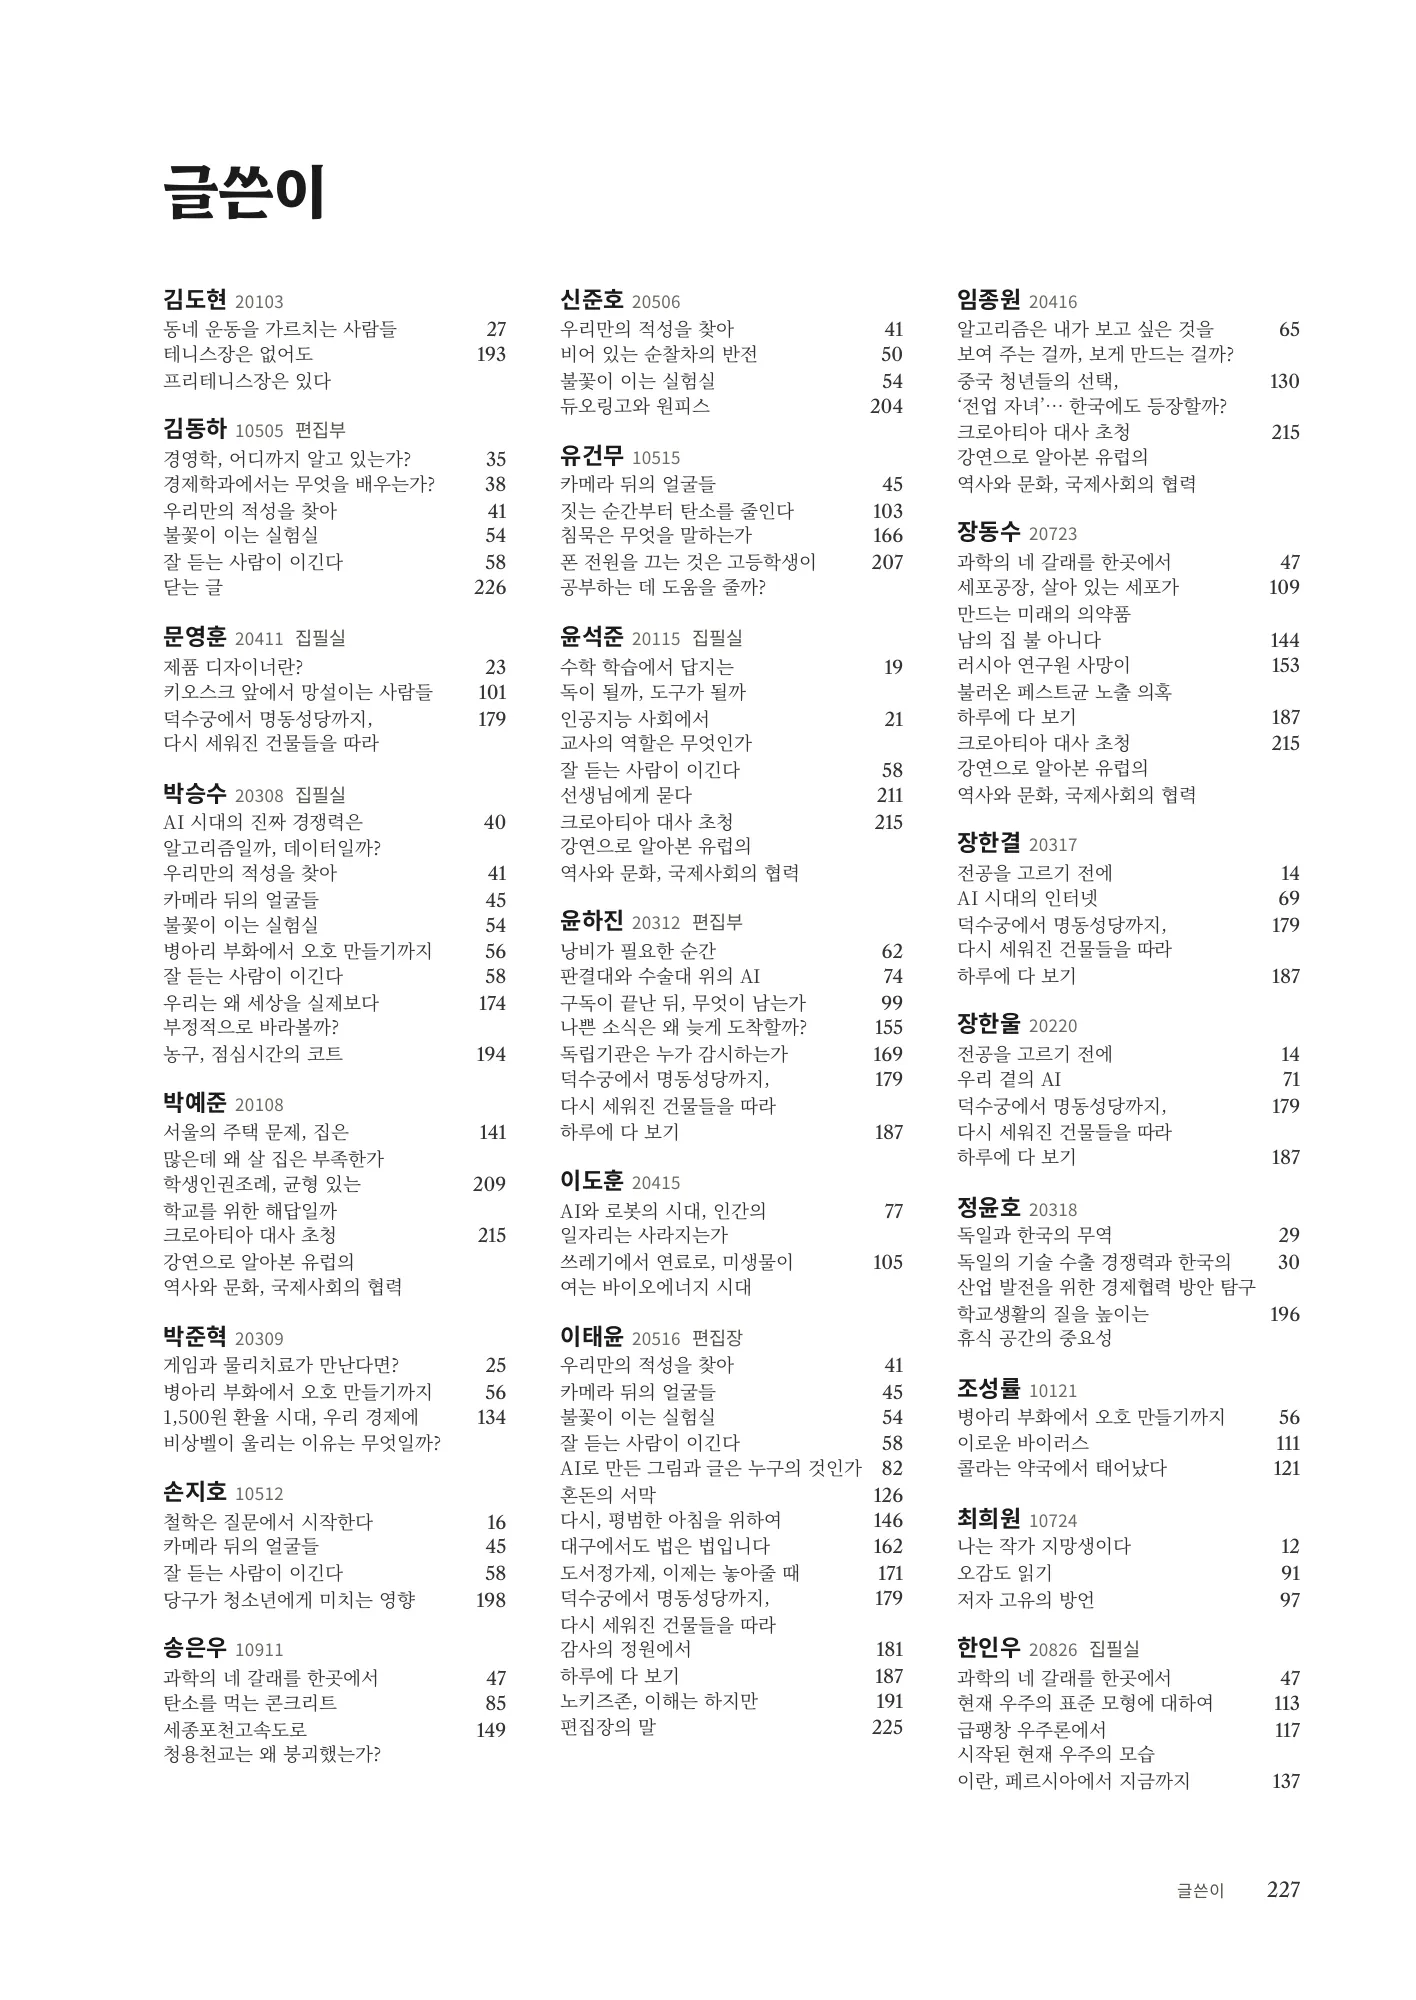 글쓴이
김도현 20103
동네 운동을 가르치는 사람들 27
테니스장은 없어도 193
프리테니스장은 있다
김동하 10505 편집부
경영학, 어디까지 알고 있는가? 35
경제학과에서는 무엇을 배우는가? 38
우리만의 적성을 찾아 41
불꽃이 이는 실험실 54
잘 듣는 사람이 이긴다 58
닫는 글 226
문영훈 20411 집필실
제품 디자이너란? 23
키오스크 앞에서 망설이는 사람들 101
덕수궁에서 명동성당까지, 179
다시 세워진 건물들을 따라
박승수 20308 집필실
AI 시대의 진짜 경쟁력은 40
알고리즘일까, 데이터일까?
우리만의 적성을 찾아 41
카메라 뒤의 얼굴들 45
불꽃이 이는 실험실 54
병아리 부화에서 오호 만들기까지 56
잘 듣는 사람이 이긴다 58
우리는 왜 세상을 실제보다 174
부정적으로 바라볼까?
농구, 점심시간의 코트 194
박예준 20108
서울의 주택 문제, 집은 141
많은데 왜 살 집은 부족한가
학생인권조례, 균형 있는 209
학교를 위한 해답일까
크로아티아 대사 초청 215
강연으로 알아본 유럽의
역사와 문화, 국제사회의 협력
박준혁 20309
게임과 물리치료가 만난다면? 25
병아리 부화에서 오호 만들기까지 56
1,500원 환율 시대, 우리 경제에 134
비상벨이 울리는 이유는 무엇일까?
손지호 10512
철학은 질문에서 시작한다 16
카메라 뒤의 얼굴들 45
잘 듣는 사람이 이긴다 58
당구가 청소년에게 미치는 영향 198
송은우 10911
과학의 네 갈래를 한곳에서 47
탄소를 먹는 콘크리트 85
세종포천고속도로 149
청용천교는 왜 붕괴했는가?
신준호 20506
우리만의 적성을 찾아 41
비어 있는 순찰차의 반전 50
불꽃이 이는 실험실 54
듀오링고와 원피스 204
유건무 10515
카메라 뒤의 얼굴들 45
짓는 순간부터 탄소를 줄인다 103
침묵은 무엇을 말하는가 166
폰 전원을 끄는 것은 고등학생이 207
공부하는 데 도움을 줄까?
윤석준 20115 집필실
수학 학습에서 답지는 19
독이 될까, 도구가 될까
인공지능 사회에서 21
교사의 역할은 무엇인가
잘 듣는 사람이 이긴다 58
선생님에게 묻다 211
크로아티아 대사 초청 215
강연으로 알아본 유럽의
역사와 문화, 국제사회의 협력
윤하진 20312 편집부
낭비가 필요한 순간 62
판결대와 수술대 위의 AI 74
구독이 끝난 뒤, 무엇이 남는가 99
나쁜 소식은 왜 늦게 도착할까? 155
독립기관은 누가 감시하는가 169
덕수궁에서 명동성당까지, 179
다시 세워진 건물들을 따라
하루에 다 보기 187
이도훈 20415
AI와 로봇의 시대, 인간의 77
일자리는 사라지는가
쓰레기에서 연료로, 미생물이 105
여는 바이오에너지 시대
이태윤 20516 편집장
우리만의 적성을 찾아 41
카메라 뒤의 얼굴들 45
불꽃이 이는 실험실 54
잘 듣는 사람이 이긴다 58
AI로 만든 그림과 글은 누구의 것인가 82
혼돈의 서막 126
다시, 평범한 아침을 위하여 146
대구에서도 법은 법입니다 162
도서정가제, 이제는 놓아줄 때 171
덕수궁에서 명동성당까지, 179
다시 세워진 건물들을 따라
감사의 정원에서 181
하루에 다 보기 187
노키즈존, 이해는 하지만 191
편집장의 말 225
임종원 20416
알고리즘은 내가 보고 싶은 것을 65
보여 주는 걸까, 보게 만드는 걸까?
중국 청년들의 선택, 130
‘전업 자녀’… 한국에도 등장할까?
크로아티아 대사 초청 215
강연으로 알아본 유럽의
역사와 문화, 국제사회의 협력
장동수 20723
과학의 네 갈래를 한곳에서 47
세포공장, 살아 있는 세포가 109
만드는 미래의 의약품
남의 집 불 아니다 144
러시아 연구원 사망이 153
불러온 페스트균 노출 의혹
하루에 다 보기 187
크로아티아 대사 초청 215
강연으로 알아본 유럽의
역사와 문화, 국제사회의 협력
장한결 20317
전공을 고르기 전에 14
AI 시대의 인터넷 69
덕수궁에서 명동성당까지, 179
다시 세워진 건물들을 따라
하루에 다 보기 187
장한울 20220
전공을 고르기 전에 14
우리 곁의 AI 71
덕수궁에서 명동성당까지, 179
다시 세워진 건물들을 따라
하루에 다 보기 187
정윤호 20318
독일과 한국의 무역 29
독일의 기술 수출 경쟁력과 한국의 30
산업 발전을 위한 경제협력 방안 탐구
학교생활의 질을 높이는 196
휴식 공간의 중요성
조성률 10121
병아리 부화에서 오호 만들기까지 56
이로운 바이러스 111
콜라는 약국에서 태어났다 121
최희원 10724
나는 작가 지망생이다 12
오감도 읽기 91
저자 고유의 방언 97
한인우 20826 집필실
과학의 네 갈래를 한곳에서 47
현재 우주의 표준 모형에 대하여 113
급팽창 우주론에서 117
시작된 현재 우주의 모습
이란, 페르시아에서 지금까지 137
글쓴이 227